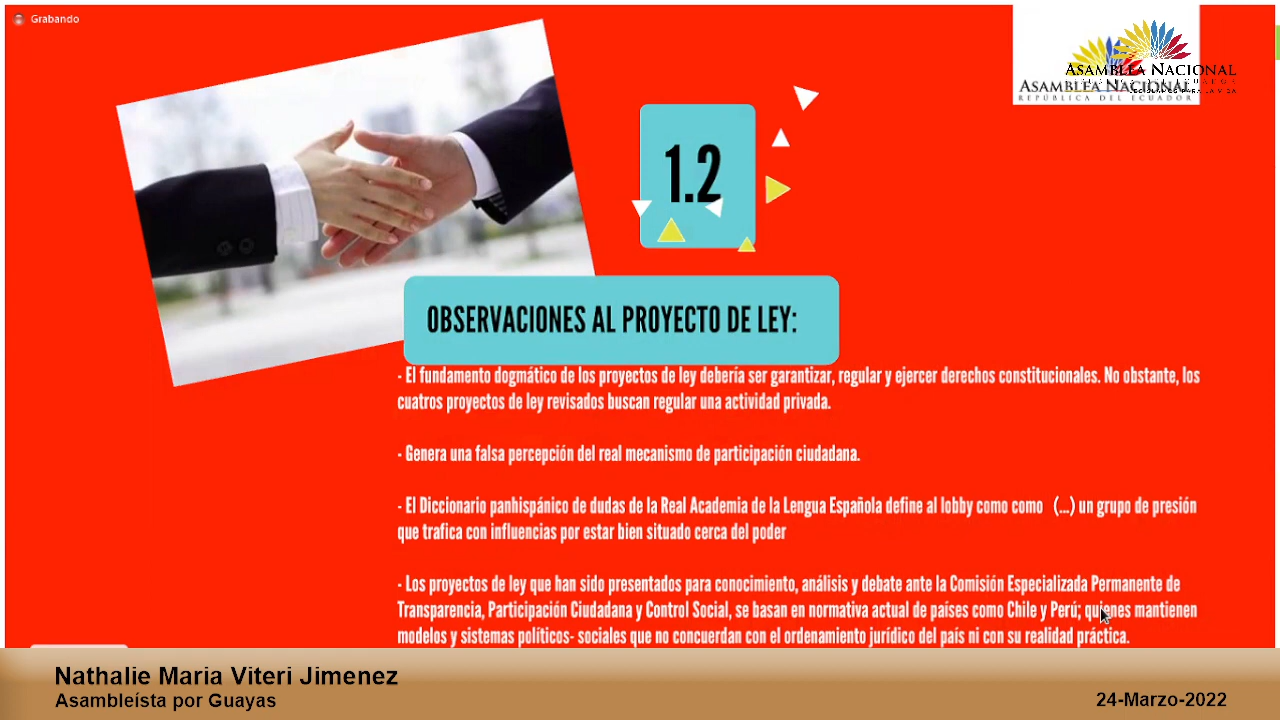 Grabando
ASAMBLEA NACIONAL
ASAMBLEA NACIONAL
REPÚBLICA DEL ECUADOR
1.2
OBSERVACIONES AL PROYECTO DE LEY:
- El fundamento dogmático de los proyectos de ley debería ser garantizar, regular y ejercer derechos constitucionales. No obstante, los
cuatros proyectos de ley revisados buscan regular una actividad privada.
- Genera una falsa percepción del real mecanismo de participación ciudadana.
- El Diccionario panhispánico de dudas de la Real Academia de la Lengua Española define al lobby como como (...) un grupo de presión
que trafica con influencias por estar bien situado cerca del poder
- Los proyectos de ley que han sido presentados para conocimiento, análisis y debate ante la Comisión Especializada Permanente de
Transparencia, Participación Ciudadana y Control Social, se basan en normativa actual de países como Chile y Perú; quienes mantienen
modelos y sistemas políticos- sociales que no concuerdan con el ordenamiento jurídico del país ni con su realidad práctica.
Nathalie Maria Viteri Jimenez
Asambleísta por Guayas
24-Marzo-2022